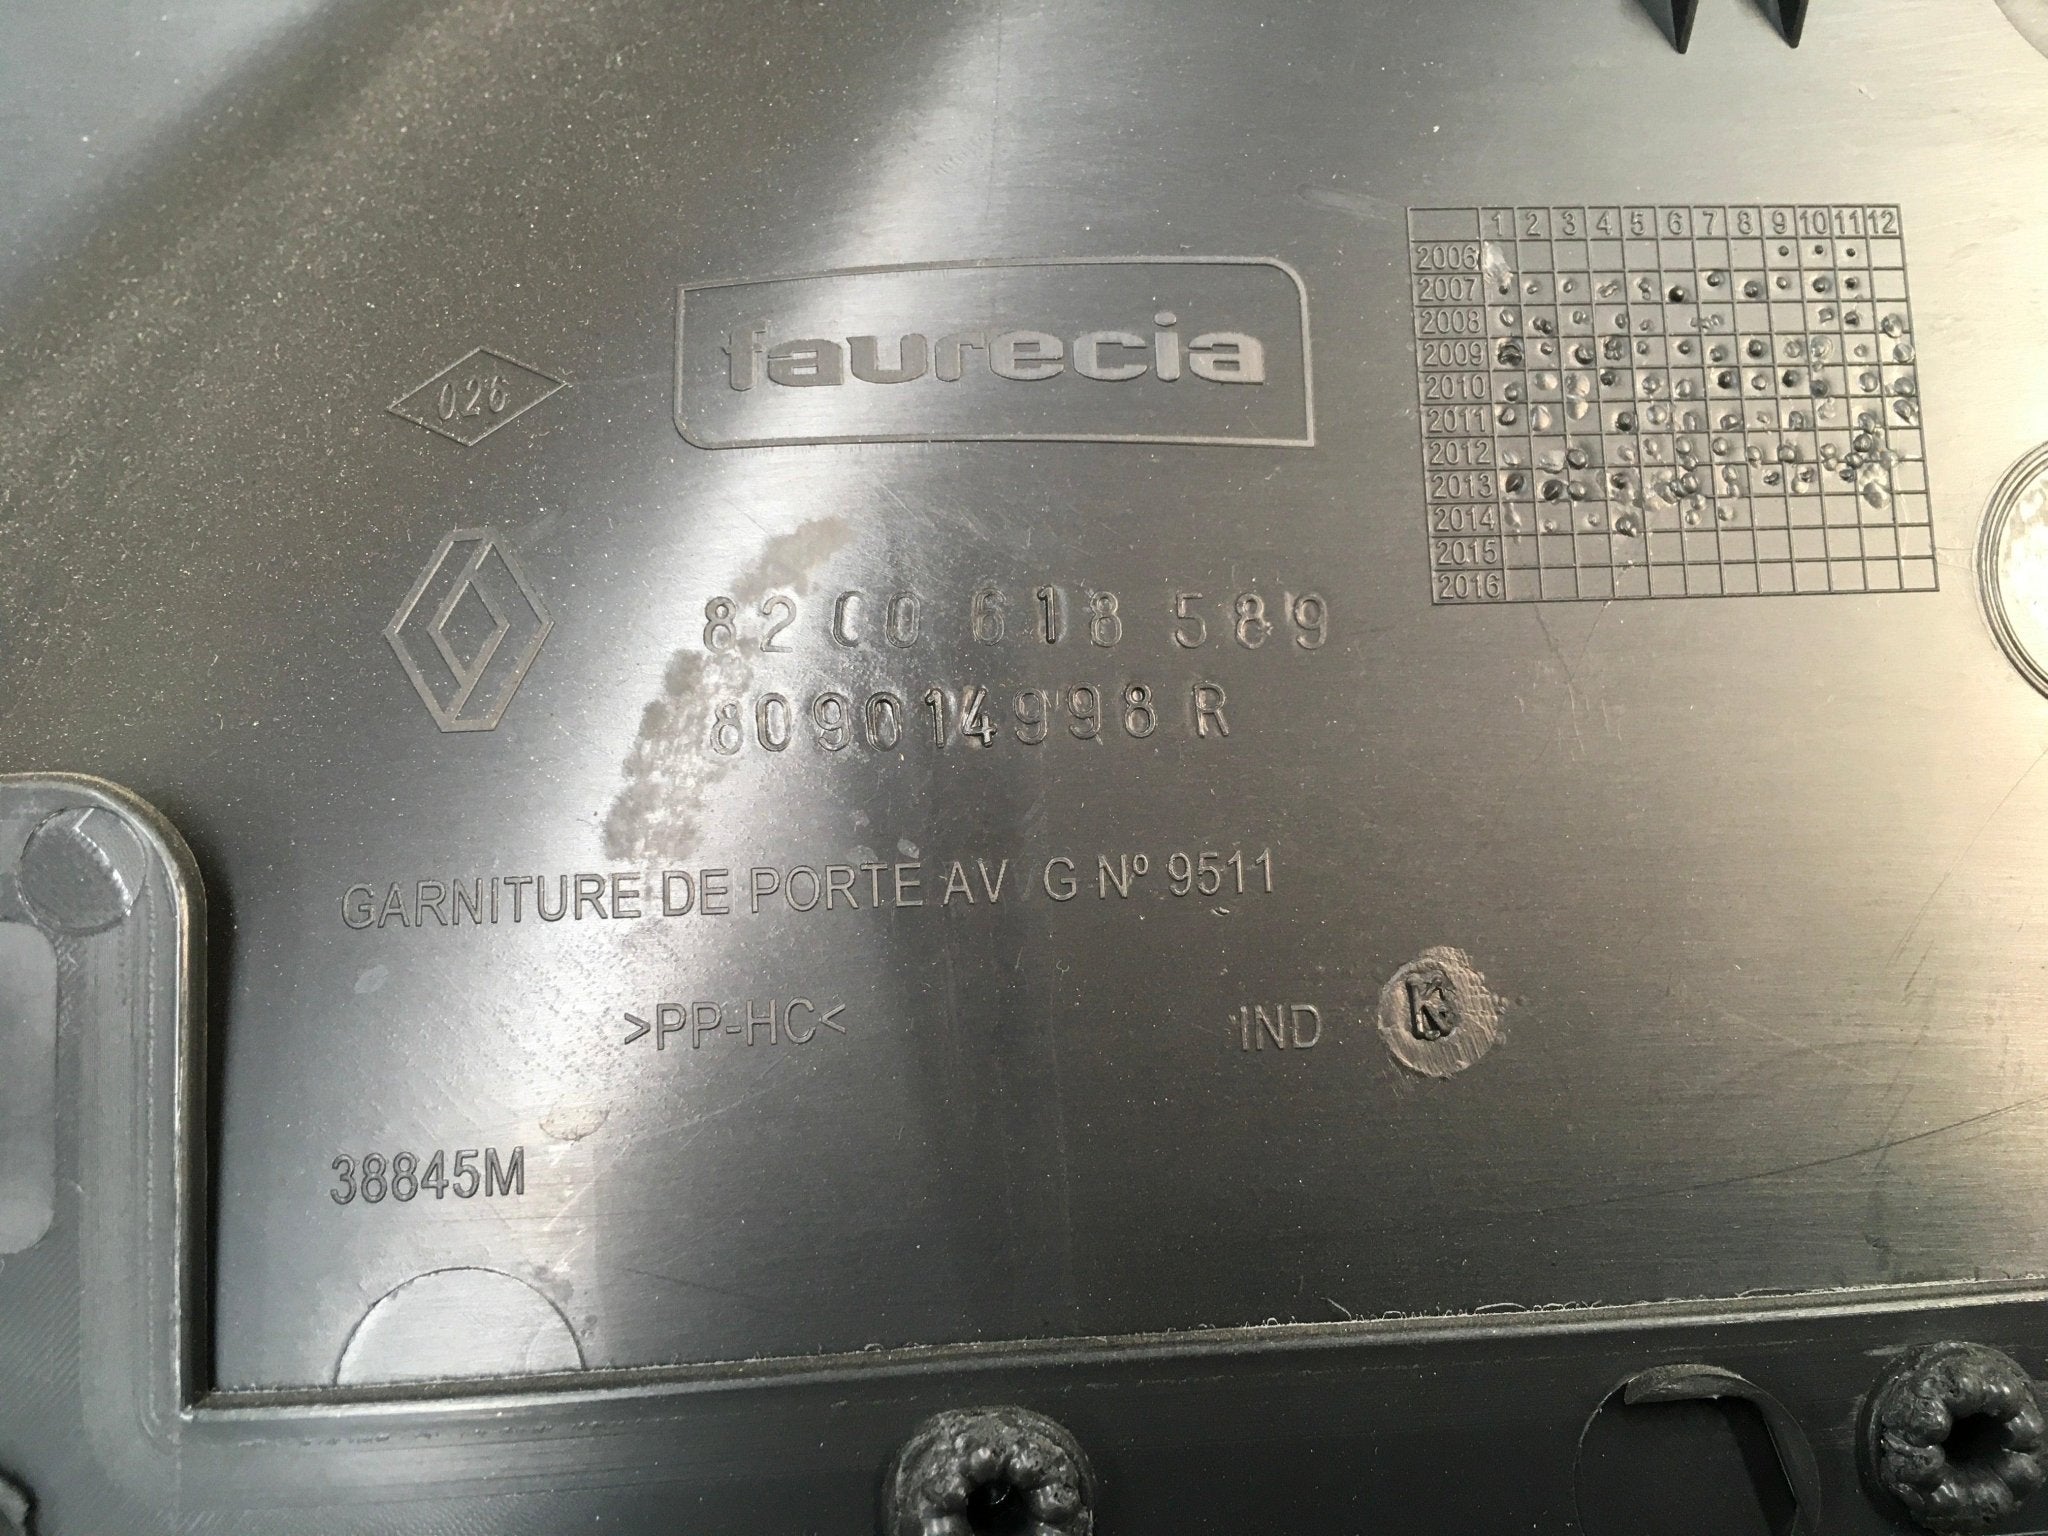 faurecia
026
8200 618 589
809014998 R
GARNITURE DE PORTE AV G Nº 9511
>PP-HC<
IND K
38845M
1 2 3 4 5 6 7 8 9 10 11 12
2006
2007
2008
2009
2010
2011
2012
2013
2014
2015
2016